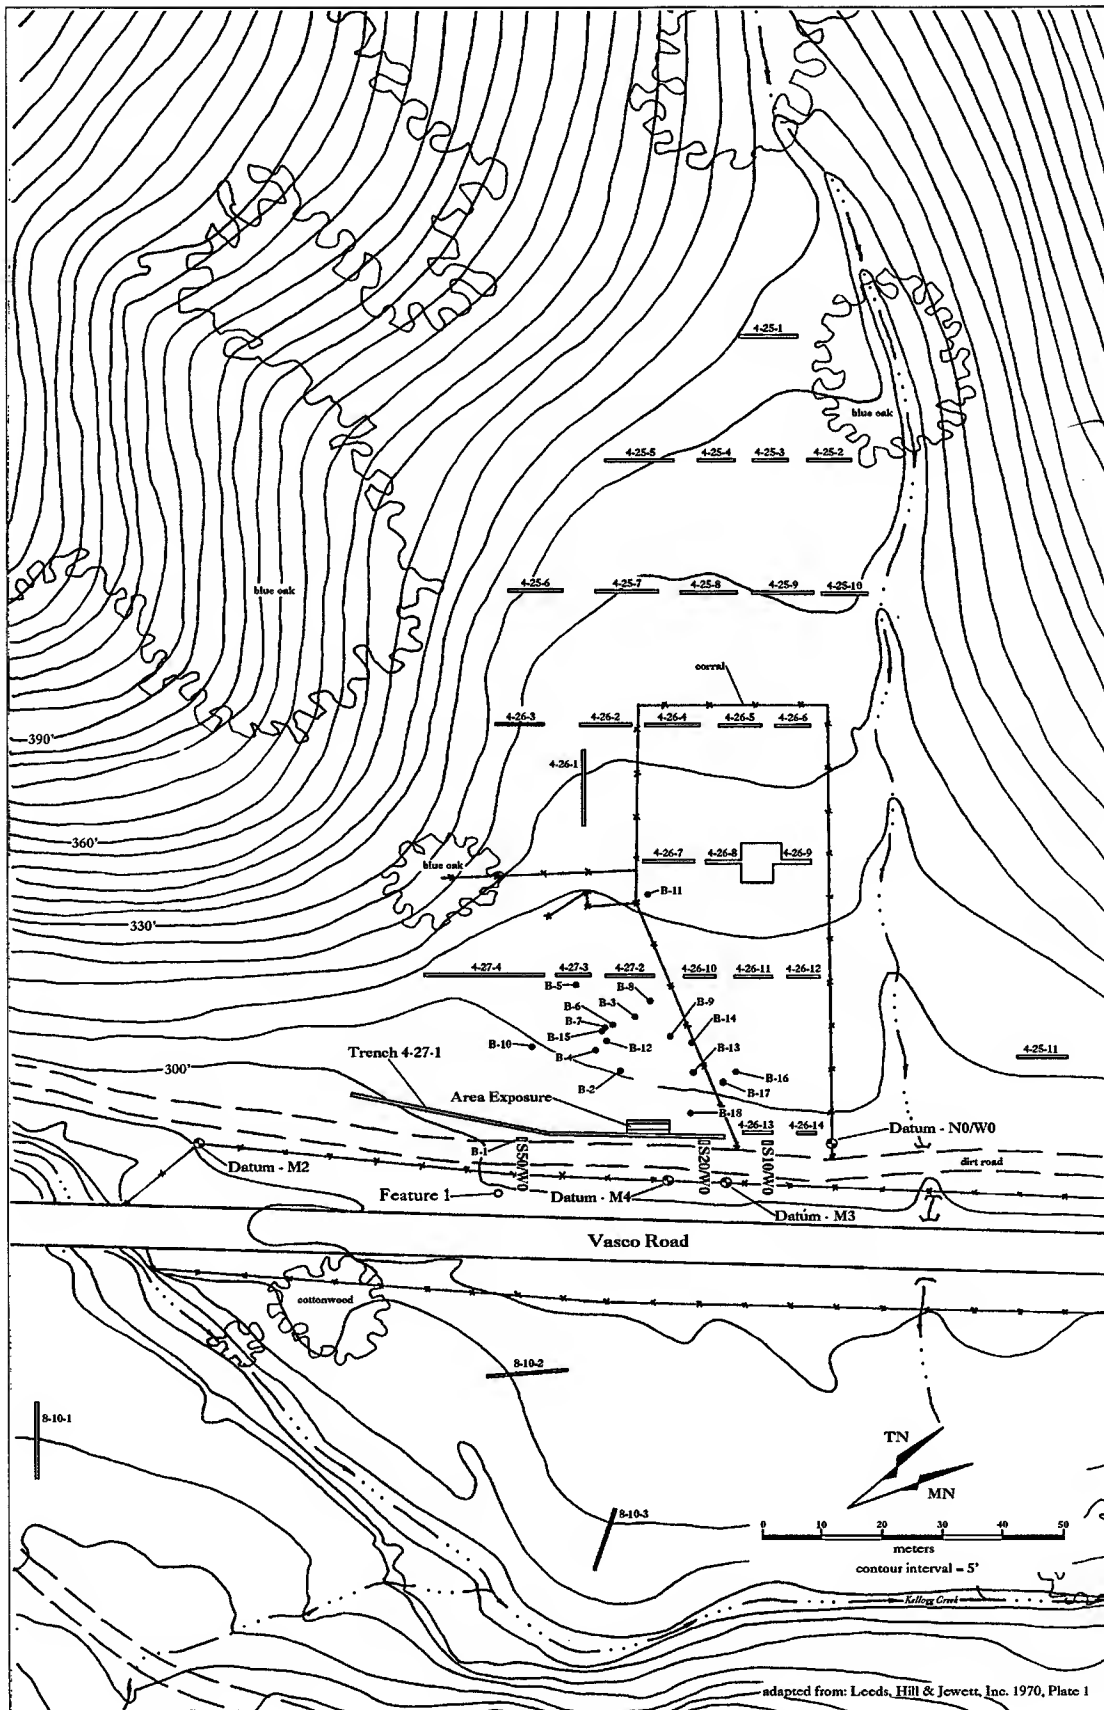 4-25-1
blue oak
4-25-5
4-25-4
4-25-3
4-25-2
4-25-6
4-25-7
4-25-8
4-25-9
4-25-10
blue oak
corral
4-26-3
4-26-2
4-26-4
4-26-5
4-26-6
390'
4-26-1
360'
blue oak
4-26-7
4-26-8
4-26-9
B-11
330'
4-27-4
4-27-3
4-27-2
4-26-10
4-26-11
4-26-12
B-5
B-8
B-3
B-9
B-6
B-7
B-14
B-15
B-10
B-12
B-4
B-13
4-25-11
Trench 4-27-1
300'
B-2
B-16
B-17
Area Exposure
B-18
4-26-13
4-26-14
Datum - N0/W0
B-1
S50/W0
S20/W0
S10/W0
Datum - M2
dirt road
Feature 1
Datum - M4
Datum - M3
Vasco Road
cottonwood
8-10-2
8-10-1
TN
MN
8-10-3
0 10 20 30 40 50
meters
contour interval = 5'
Kellogg Creek
adapted from: Leeds, Hill & Jewett, Inc. 1970, Plate 1